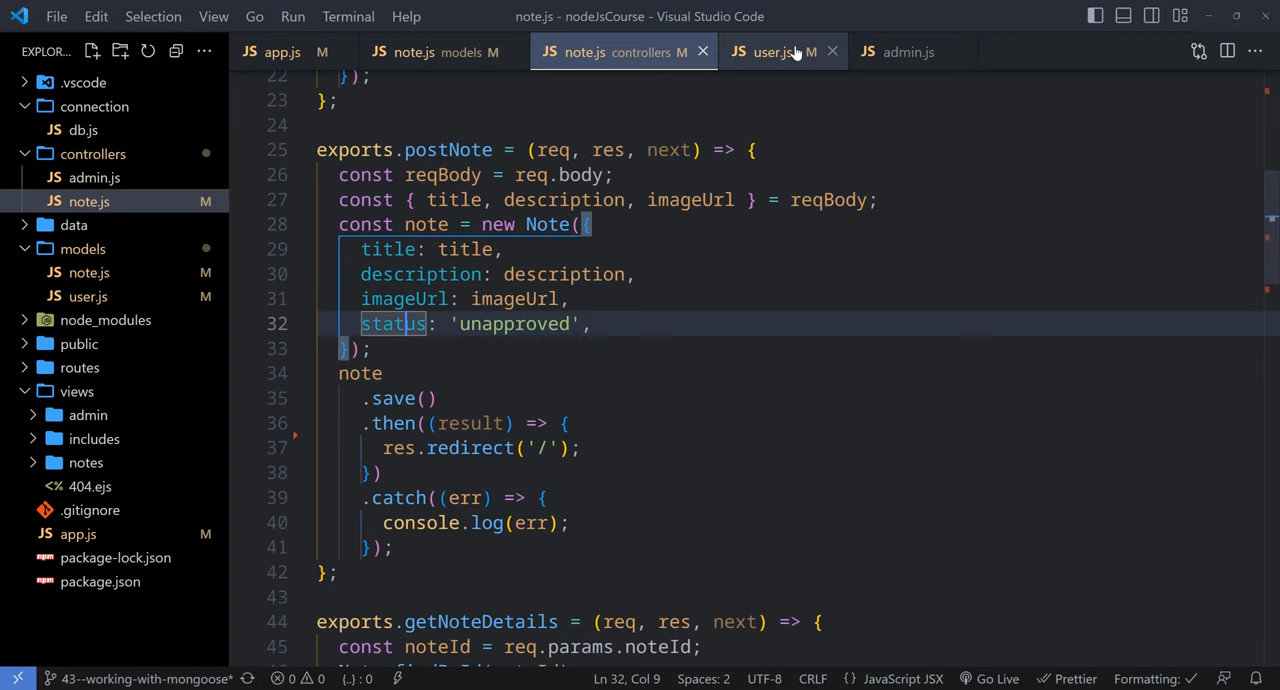 File Edit Selection View Go Run Terminal Help note.js - nodeJsCourse - Visual Studio Code
EXPLOR... ...
JS app.js M JS note.js models M JS note.js controllers M JS user.js M JS admin.js
.vscode
connection
JS db.js
controllers
JS admin.js
JS note.js M
data
models
JS note.js M
JS user.js M
node_modules
public
routes
views
admin
includes
notes
<% 404.ejs
.gitignore
JS app.js M
npm package-lock.json
npm package.json
22 });
23 };
24
25 exports.postNote = (req, res, next) => {
26 const reqBody = req.body;
27 const { title, description, imageUrl } = reqBody;
28 const note = new Note({
29 title: title,
30 description: description,
31 imageUrl: imageUrl,
32 status: 'unapproved',
33 });
34 note
35 .save()
36 .then((result) => {
37 res.redirect('/');
38 })
39 .catch((err) => {
40 console.log(err);
41 });
42 };
43
44 exports.getNoteDetails = (req, res, next) => {
45 const noteId = req.params.noteId;
43--working-with-mongoose* 0 0 {..} : 0 Ln 32, Col 9 Spaces: 2 UTF-8 CRLF {} JavaScript JSX Go Live Prettier Formatting: ✓